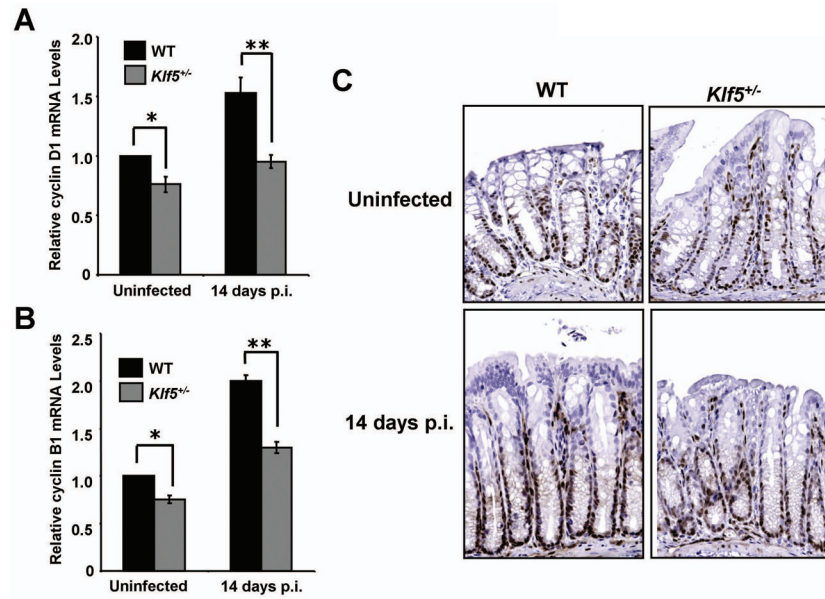 A
2.0
1.5
1.0
0.5
0
Relative cyclin D1 mRNA Levels
WT
Klf5+/-
*
**
Uninfected 14 days p.i.
B
2.5
2.0
1.5
1.0
0.5
0
Relative cyclin B1 mRNA Levels
WT
Klf5+/-
*
**
Uninfected 14 days p.i.
C
WT Klf5+/-
Uninfected
14 days p.i.